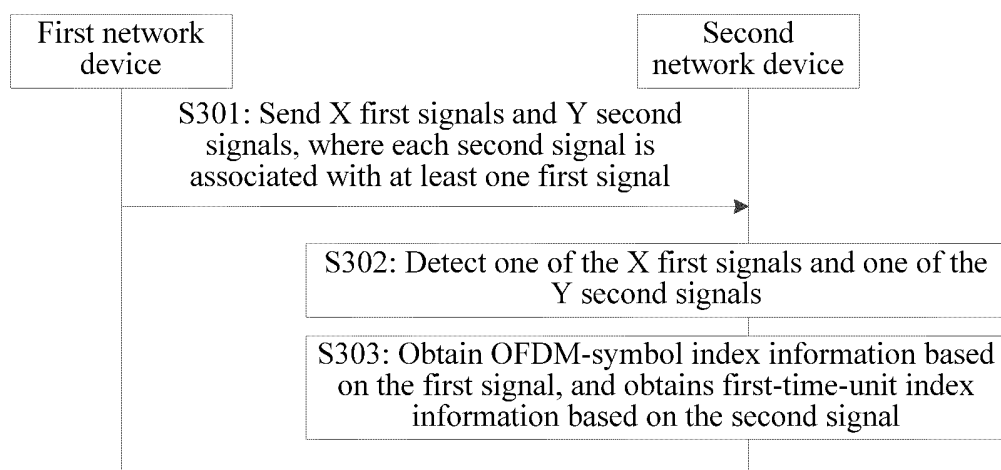 First network
device
Second
network device
S301: Send X first signals and Y second
signals, where each second signal is
associated with at least one first signal
S302: Detect one of the X first signals and one of the
Y second signals
S303: Obtain OFDM-symbol index information based
on the first signal, and obtains first-time-unit index
information based on the second signal